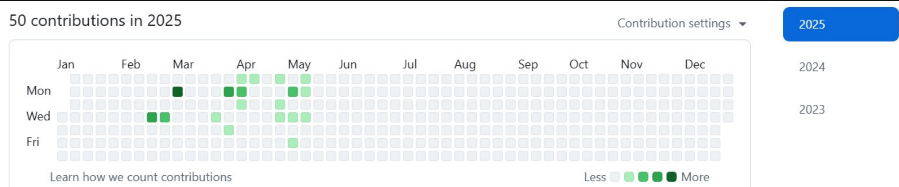 50 contributions in 2025
Contribution settings
2025
2024
2023
Jan Feb Mar Apr May Jun Jul Aug Sep Oct Nov Dec
Mon
Wed
Fri
Learn how we count contributions
Less More